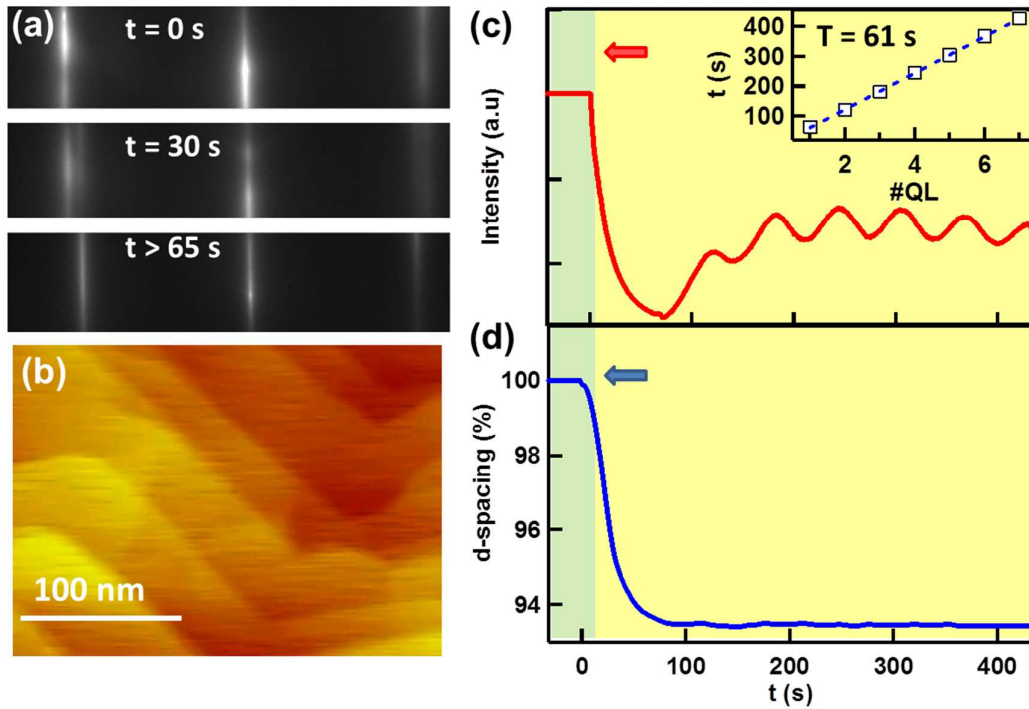 (a)
t = 0 s
t = 30 s
t > 65 s
(b)
100 nm
(c)
Intensity (a.u)
T = 61 s
t (s)
400
300
200
100
2 4 6
#QL
(d)
d-spacing (%)
100
98
96
94
0 100 200 300 400
t (s)